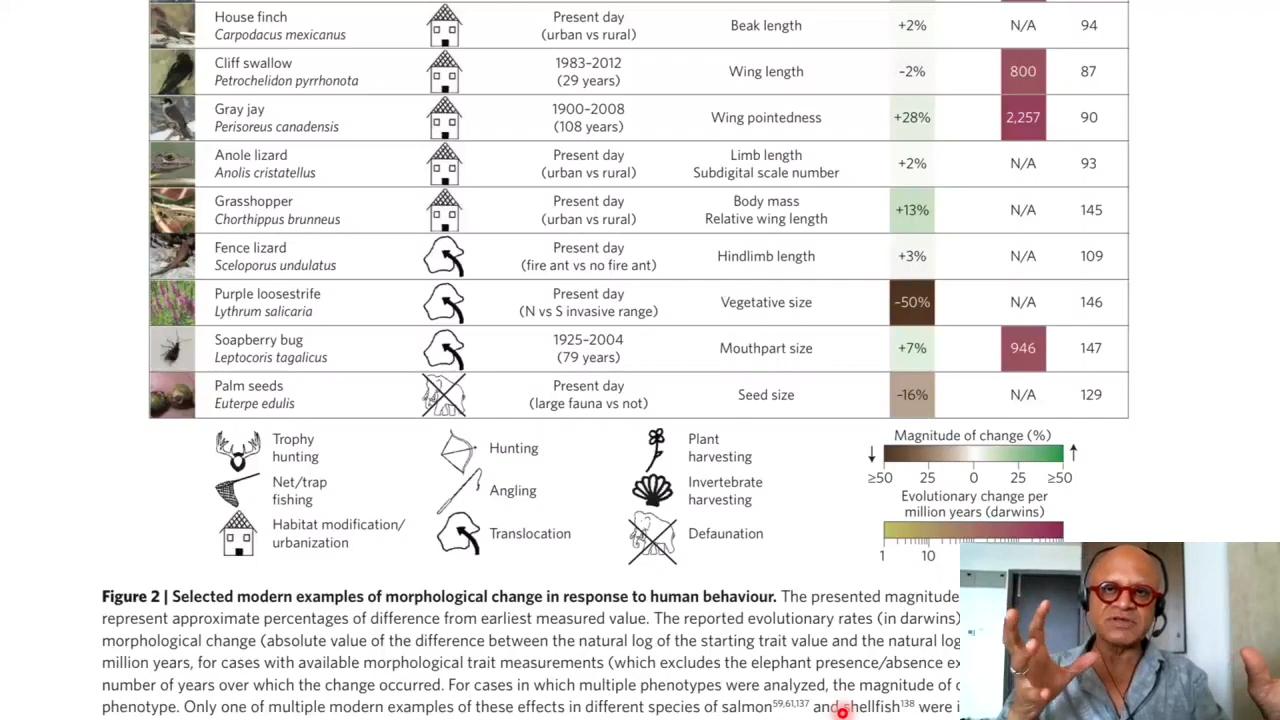 House finch
Carpodacus mexicanus
Present day
(urban vs rural)
Beak length
+2%
N/A
94
Cliff swallow
Petrochelidon pyrrhonota
1983–2012
(29 years)
Wing length
–2%
800
87
Gray jay
Perisoreus canadensis
1900–2008
(108 years)
Wing pointedness
+28%
2,257
90
Anole lizard
Anolis cristatellus
Present day
(urban vs rural)
Limb length
Subdigital scale number
+2%
N/A
93
Grasshopper
Chorthippus brunneus
Present day
(urban vs rural)
Body mass
Relative wing length
+13%
N/A
145
Fence lizard
Sceloporus undulatus
Present day
(fire ant vs no fire ant)
Hindlimb length
+3%
N/A
109
Purple loosestrife
Lythrum salicaria
Present day
(N vs S invasive range)
Vegetative size
–50%
N/A
146
Soapberry bug
Leptocoris tagalicus
1925–2004
(79 years)
Mouthpart size
+7%
946
147
Palm seeds
Euterpe edulis
Present day
(large fauna vs not)
Seed size
–16%
N/A
129
Trophy
hunting
Hunting
Plant
harvesting
Net/trap
fishing
Angling
Invertebrate
harvesting
Habitat modification/
urbanization
Translocation
Defaunation
Magnitude of change (%)
≥50 25 0 25 ≥50
Evolutionary change per
million years (darwins)
1 10
Figure 2 | Selected modern examples of morphological change in response to human behaviour. The presented magnitude
represent approximate percentages of difference from earliest measured value. The reported evolutionary rates (in darwins)
morphological change (absolute value of the difference between the natural log of the starting trait value and the natural log
million years, for cases with available morphological trait measurements (which excludes the elephant presence/absence ex
number of years over which the change occurred. For cases in which multiple phenotypes were analyzed, the magnitude of c
phenotype. Only one of multiple modern examples of these effects in different species of salmon59,61,137 and shellfish138 were i